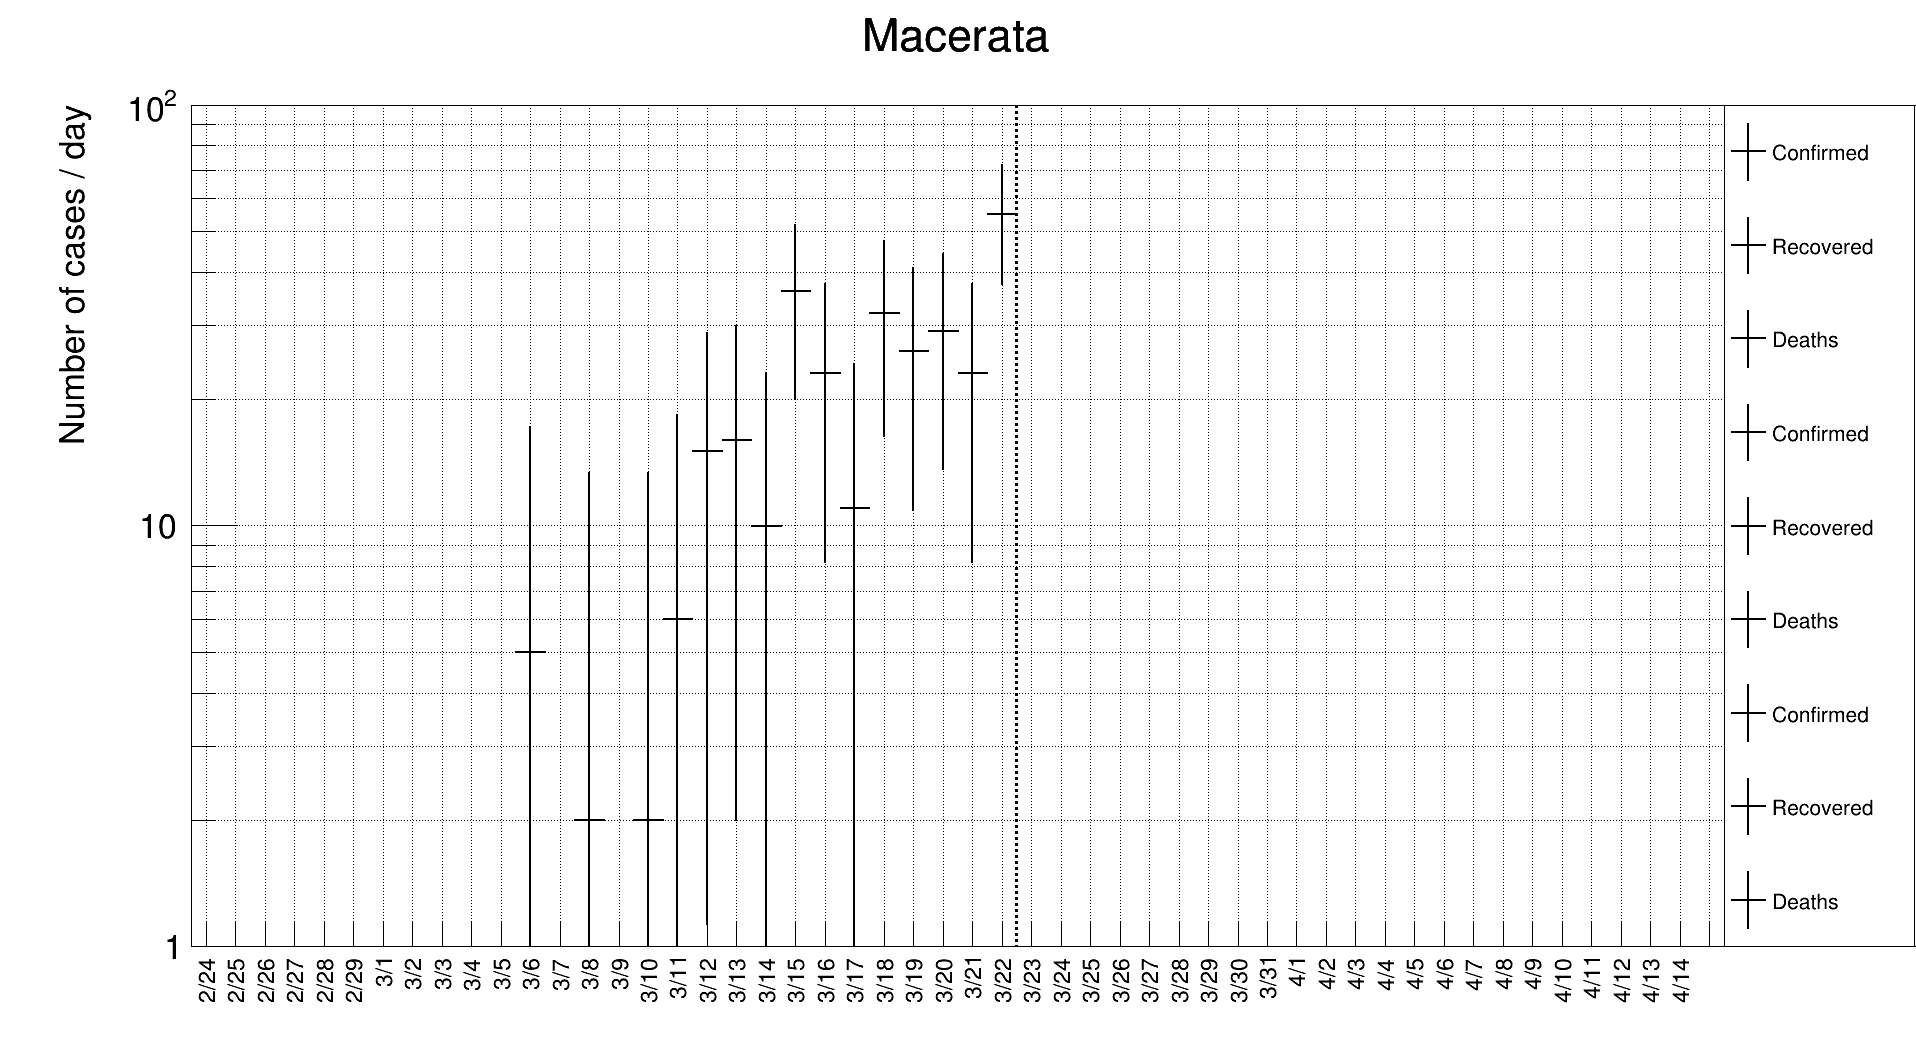 Macerata
Number of cases / day
10²
10
1
2/24 2/25 2/26 2/27 2/28 2/29 3/1 3/2 3/3 3/4 3/5 3/6 3/7 3/8 3/9 3/10 3/11 3/12 3/13 3/14 3/15 3/16 3/17 3/18 3/19 3/20 3/21 3/22 3/23 3/24 3/25 3/26 3/27 3/28 3/29 3/30 3/31 4/1 4/2 4/3 4/4 4/5 4/6 4/7 4/8 4/9 4/10 4/11 4/12 4/13 4/14
Confirmed
Recovered
Deaths
Confirmed
Recovered
Deaths
Confirmed
Recovered
Deaths